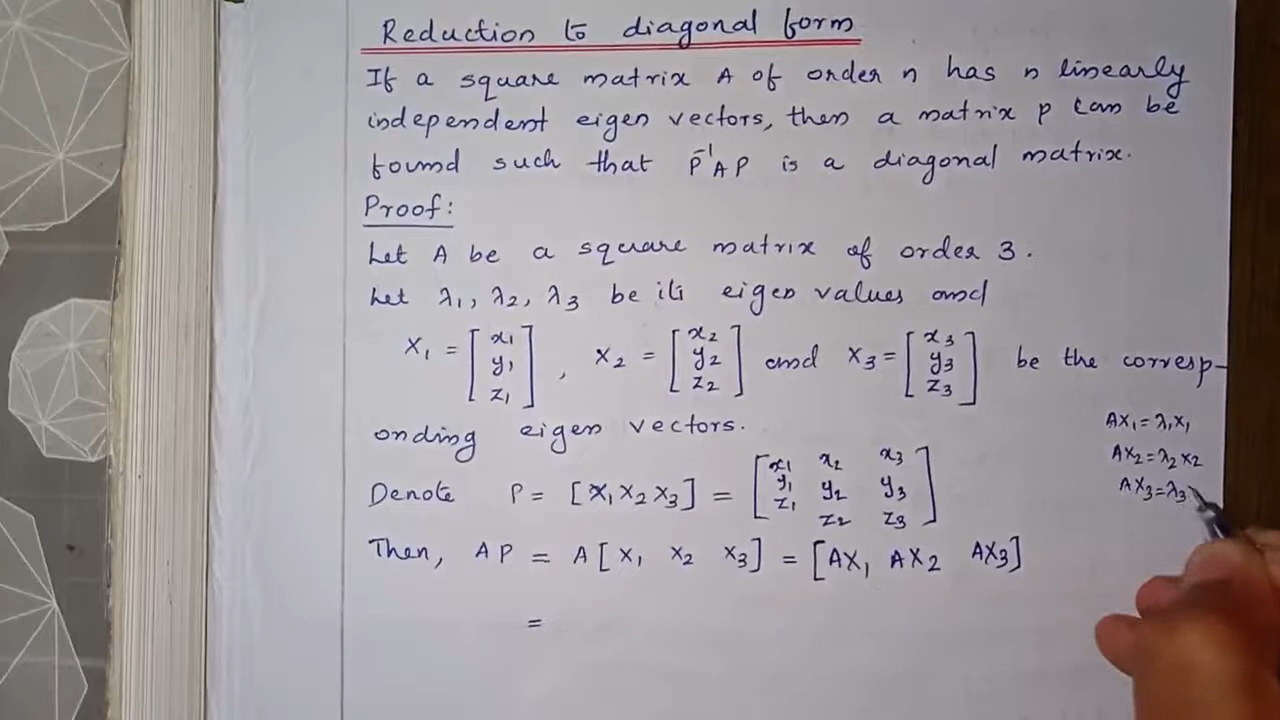 Reduction to diagonal form
If a square matrix A of order n has n linearly
independent eigen vectors, then a matrix P can be
found such that P⁻¹AP is a diagonal matrix.
Proof:
Let A be a square matrix of order 3.
Let λ₁, λ₂, λ₃ be its eigen values and
X₁ = [x₁ y₁ z₁], X₂ = [x₂ y₂ z₂] and X₃ = [x₃ y₃ z₃] be the corresp-
onding eigen vectors.
AX₁ = λ₁X₁
AX₂ = λ₂X₂
AX₃ = λ₃
Denote P = [X₁ X₂ X₃] = [x₁ x₂ x₃ y₁ y₂ y₃ z₁ z₂ z₃]
Then, AP = A[X₁ X₂ X₃] = [AX₁ AX₂ AX₃]
=